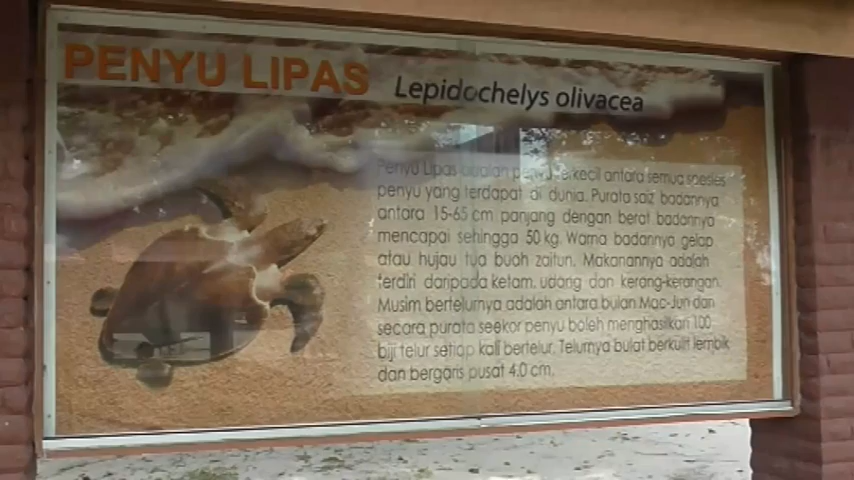 PENYU LIPAS
Lepidochelys olivacea
Penyu Lipas adalah penyu terkecil antara semua spesies
penyu yang terdapat di dunia. Purata saiz badannya
antara 15-65 cm panjang dengan berat badannya
mencapai sehingga 50 kg. Warna badannya gelap
atau hujau tua buah zaitun. Makanannya adalah
terdiri daripada ketam, udang dan kerang-kerangan.
Musim bertelurnya adalah antara bulan Mac-Jun dan
secara purata seekor penyu boleh menghasilkan 100
biji telur setiap kali bertelur. Telurnya bulat berkulit lembik
dan bergaris pusat 4.0 cm.